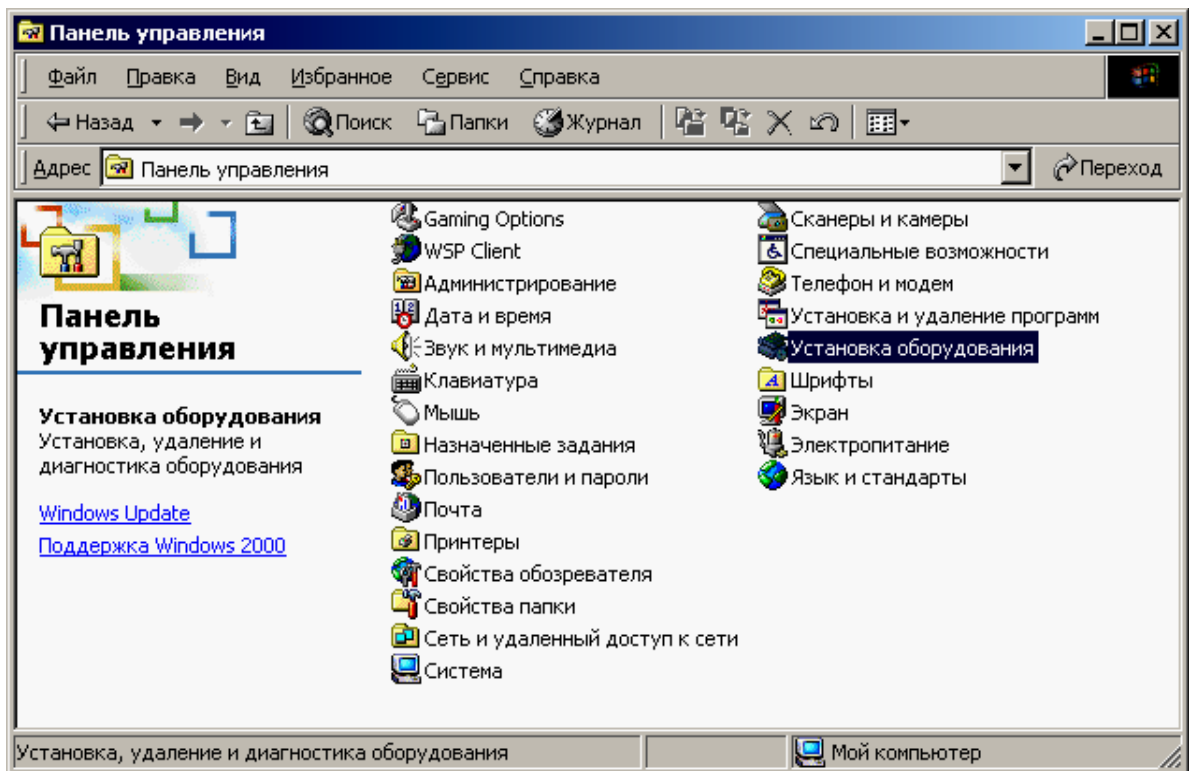 Панель управления
Файл Правка Вид Избранное Сервис Справка
Назад Поиск Папки Журнал
Адрес Панель управления Переход
Панель
управления
Установка оборудования
Установка, удаление и
диагностика оборудования
Windows Update
Поддержка Windows 2000
Gaming Options
WSP Client
Администрирование
Дата и время
Звук и мультимедиа
Клавиатура
Мышь
Назначенные задания
Пользователи и пароли
Почта
Принтеры
Свойства обозревателя
Свойства папки
Сеть и удаленный доступ к сети
Система
Сканеры и камеры
Специальные возможности
Телефон и модем
Установка и удаление программ
Установка оборудования
Шрифты
Экран
Электропитание
Язык и стандарты
Установка, удаление и диагностика оборудования Мой компьютер